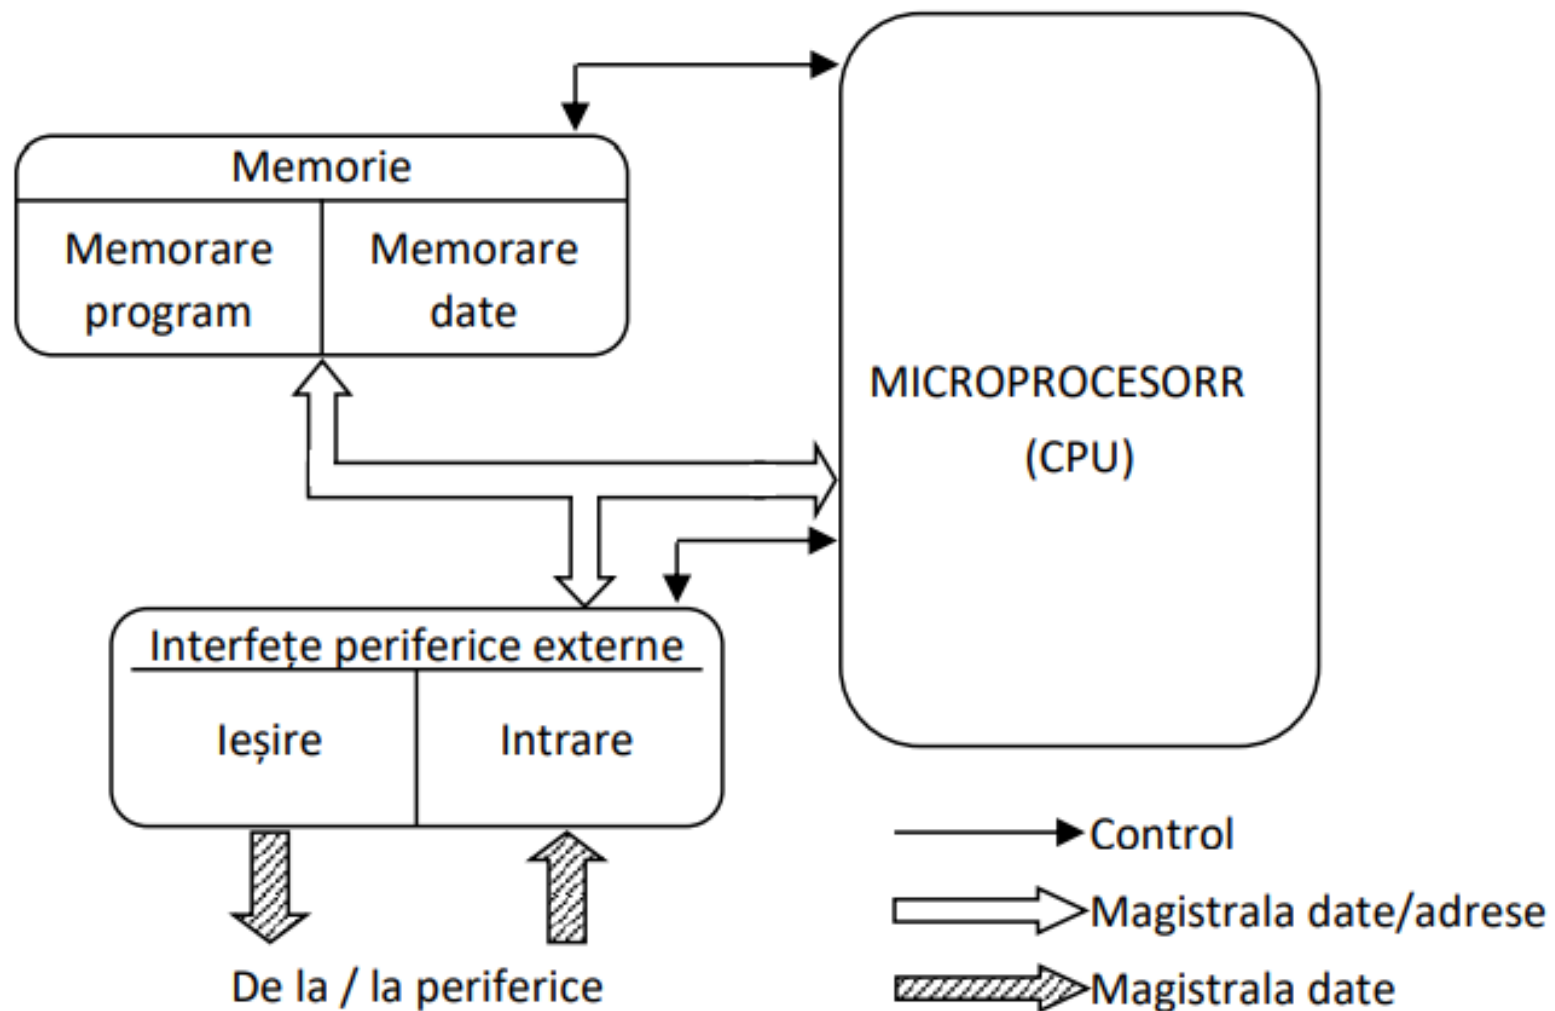 Memorie
Memorare
program
Memorare
date
MICROPROCESORR
(CPU)
Interfețe periferice externe
Ieșire
Intrare
De la / la periferice
Control
Magistrala date/adrese
Magistrala date